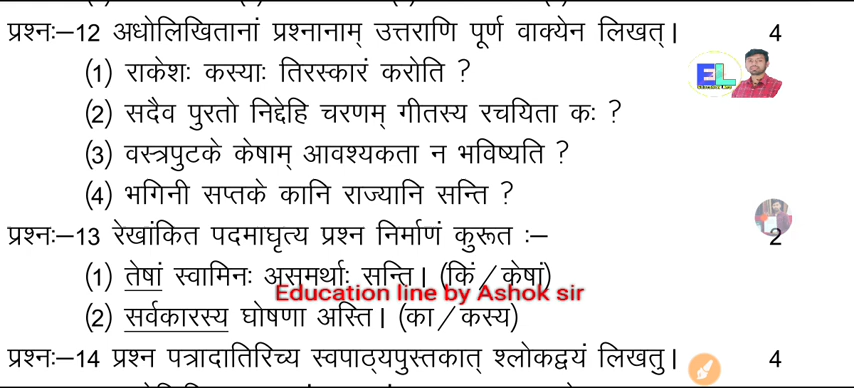 प्रश्नः–12 अधोलिखितानां प्रश्नानाम् उत्तराणि पूर्ण वाक्येन लिखत्। 4
(1) राकेशः कस्याः तिरस्कारं करोति ?
(2) सदैव पुरतो निद्देहि चरणम् गीतस्य रचयिता कः ?
(3) वस्त्रपुटके केषाम् आवश्यकता न भविष्यति ?
(4) भगिनी सप्तके कानि राज्यानि सन्ति ?
प्रश्नः–13 रेखांकित पदमाघृत्य प्रश्न निर्माणं कुरूत :– 2
(1) तेषां स्वामिनः असमर्थाः सन्ति। (किं/केषां)
Education line by Ashok sir
(2) सर्वकारस्य घोषणा अस्ति। (का/कस्य)
प्रश्नः–14 प्रश्न पत्रादातिरिच्य स्वपाठ्यपुस्तकात् श्लोकद्वयं लिखतु। 4
EL